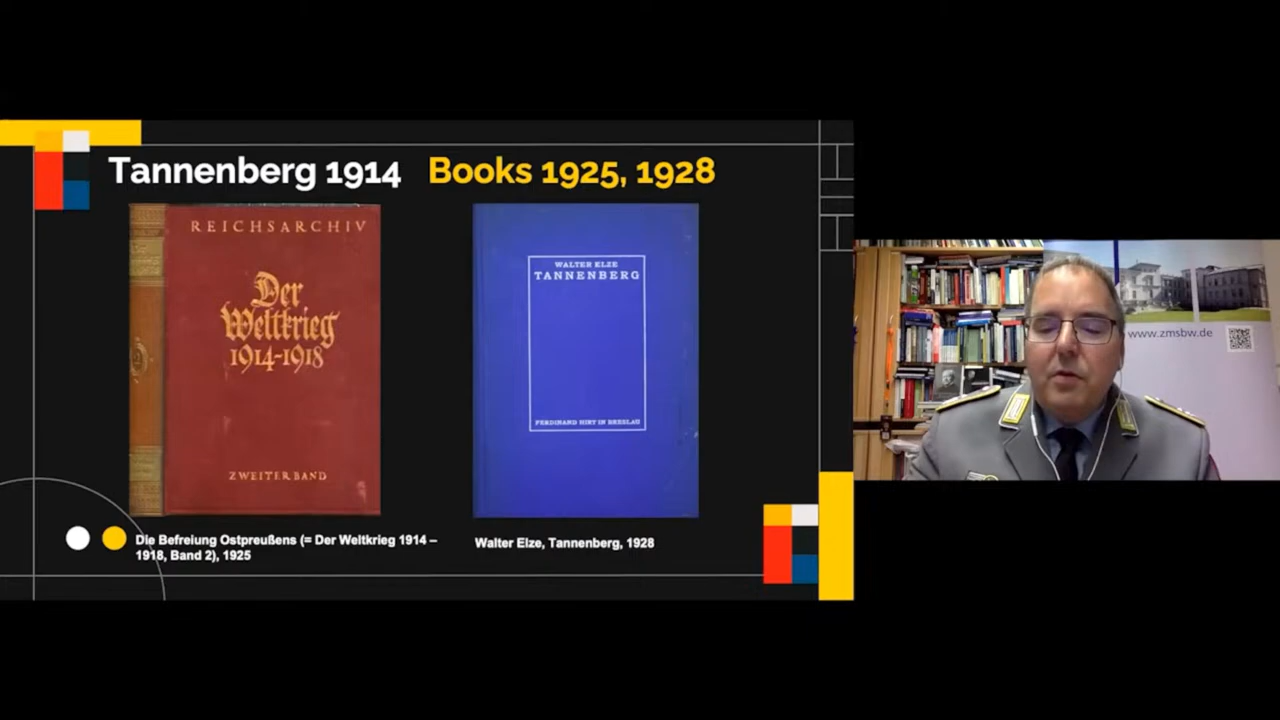 Tannenberg 1914 Books 1925, 1928
REICHSARCHIV
Der
Weltkrieg
1914-1918
ZWEITER BAND
WALTER ELZE
TANNENBERG
FERDINAND HIRT IN BRESLAU
Die Befreiung Ostpreußens (= Der Weltkrieg 1914 –
1918, Band 2), 1925
Walter Elze, Tannenberg, 1928
www.zmsbw.de